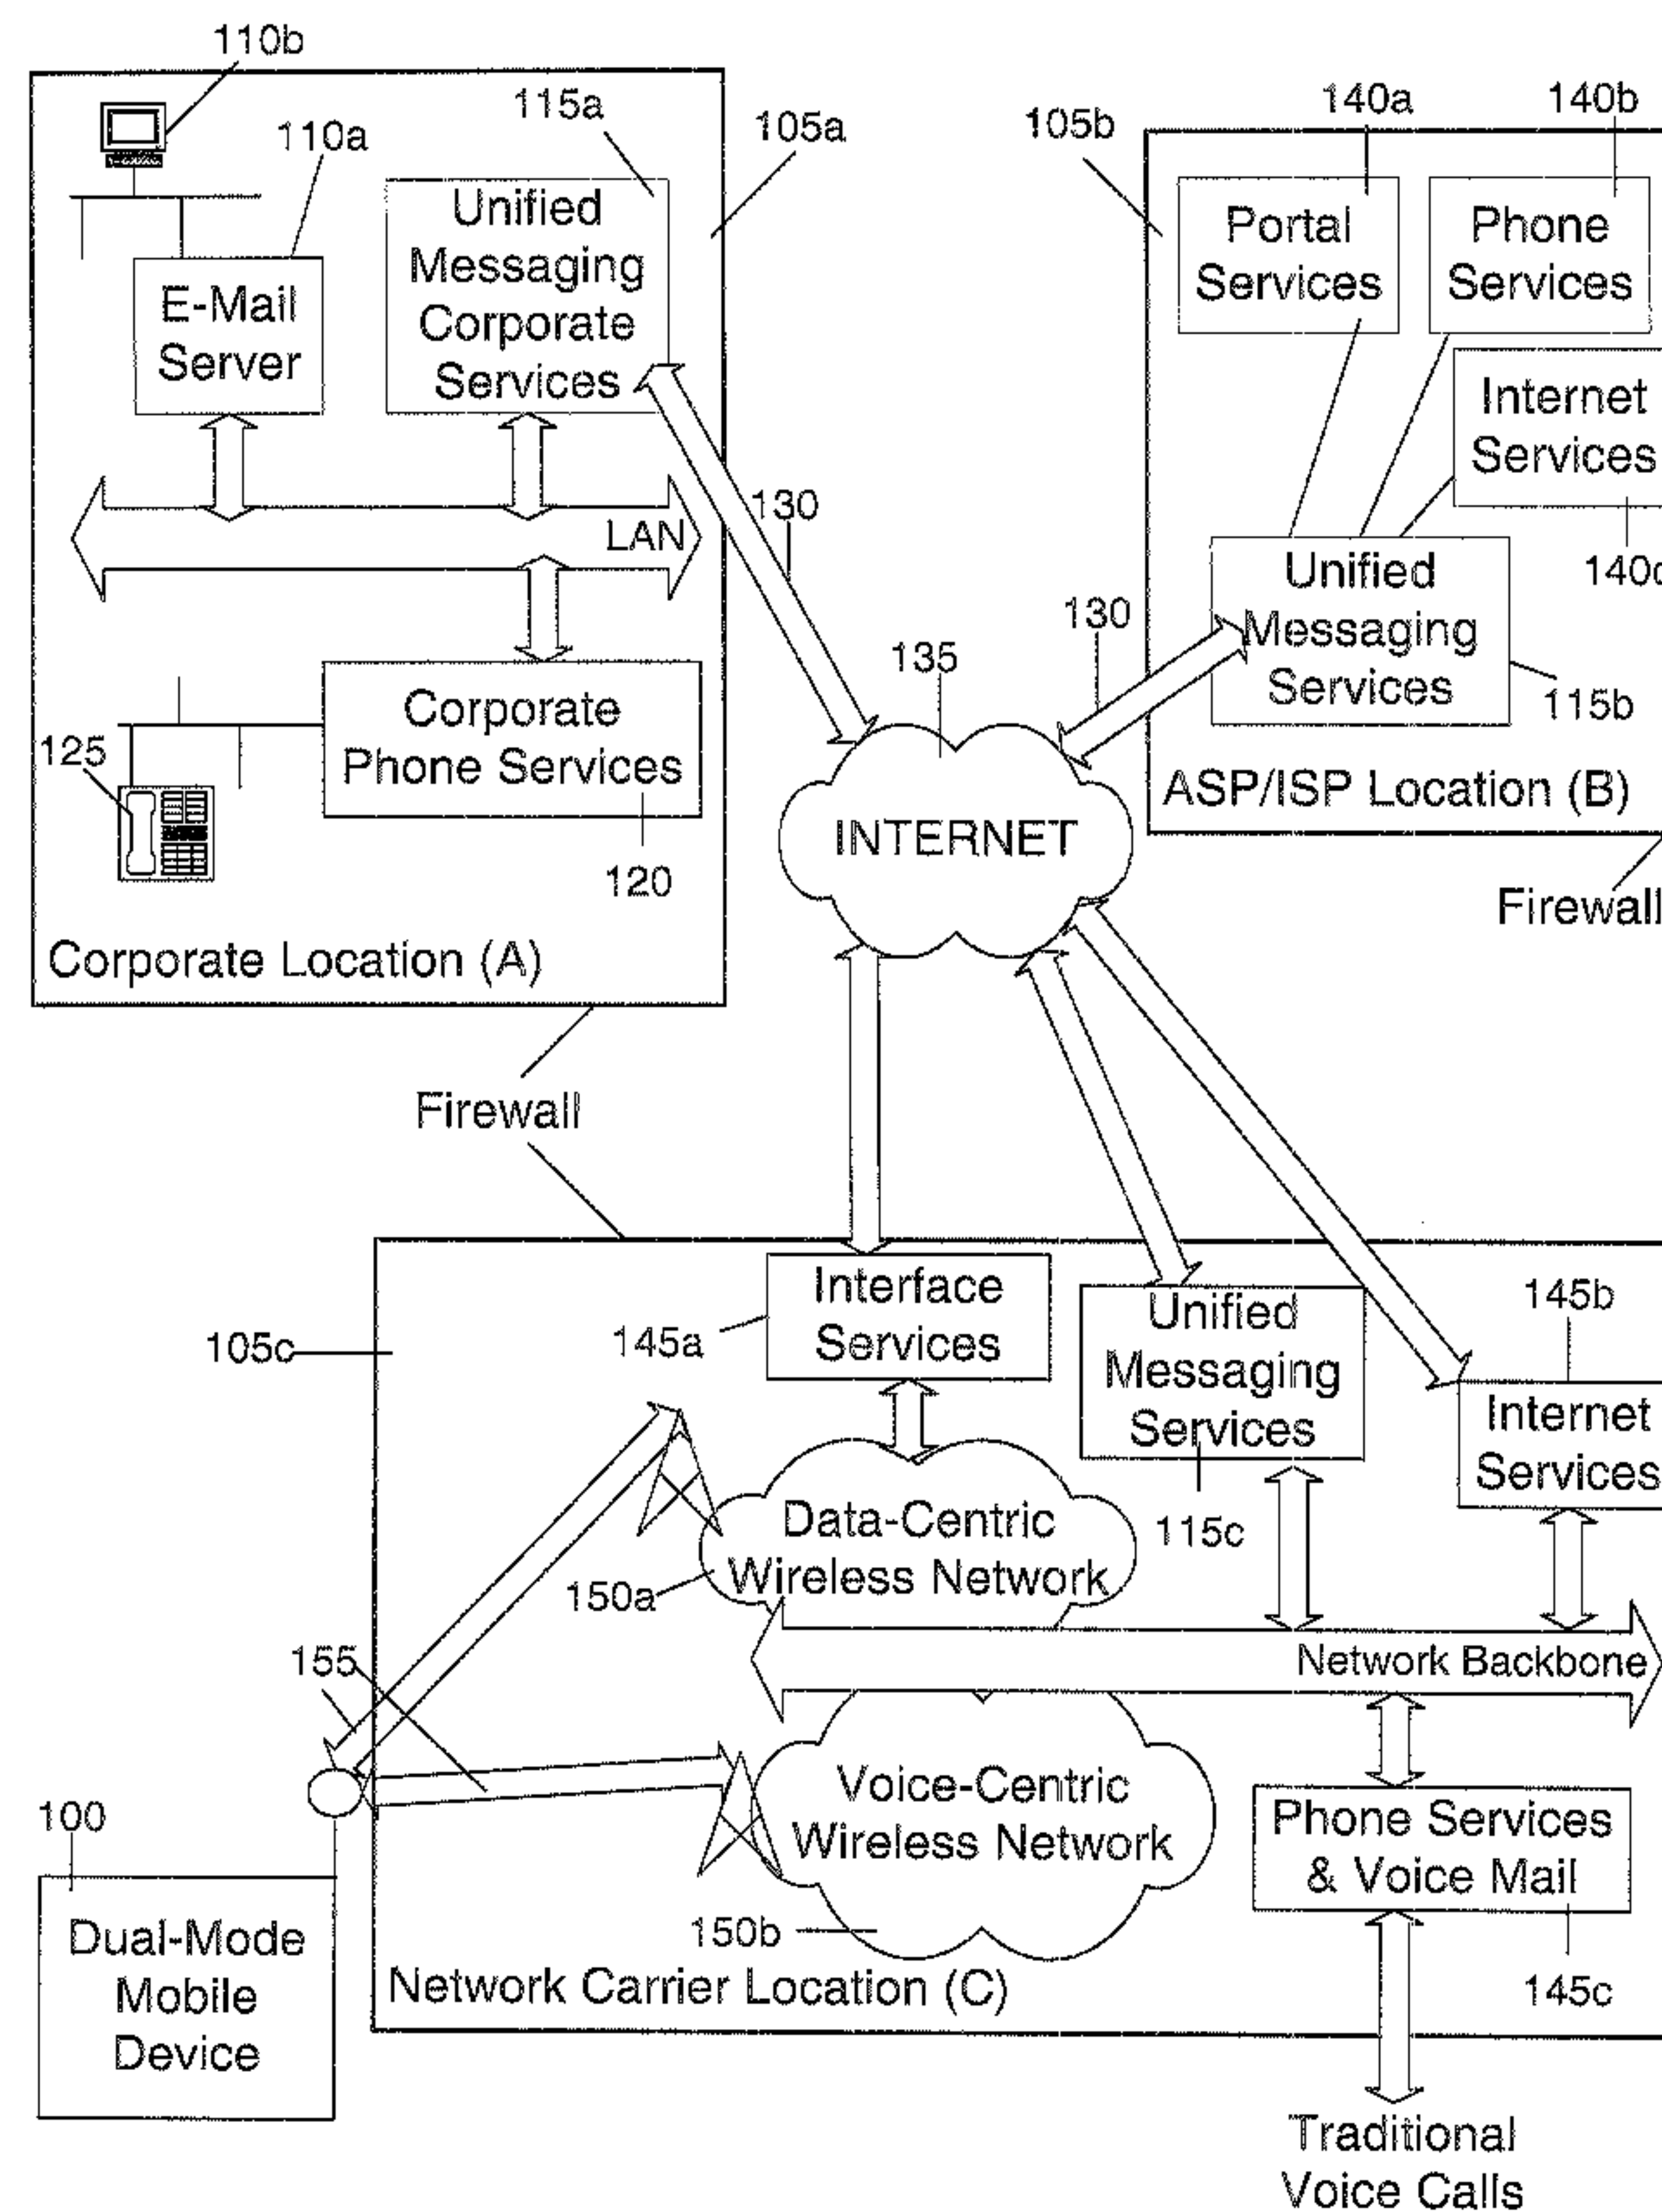 110b
115a
110a
105a
Unified
Messaging
Corporate
Services
E-Mail
Server
LAN
130
Corporate
Phone Services
125
120
Corporate Location (A)
Firewall
105b
140a
140b
Portal
Services
Phone
Services
Internet
Services
Unified
Messaging
Services
115b
130
ASP/ISP Location (B)
Firewall
135
INTERNET
105c
145a
Interface
Services
Unified
Messaging
Services
115c
145b
Internet
Services
Data-Centric
Wireless Network
150a
155
Network Backbone
Voice-Centric
Wireless Network
150b
Phone Services
& Voice Mail
145c
100
Dual-Mode
Mobile
Device
Network Carrier Location (C)
Traditional
Voice Calls